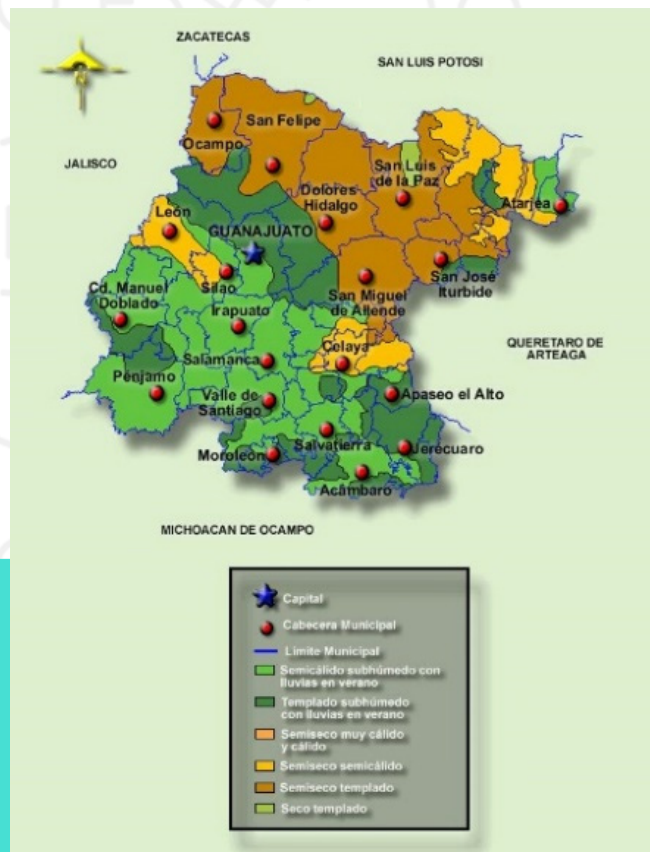 ZACATECAS
SAN LUIS POTOSI
San Felipe
Ocampo
JALISCO
San Luis
de la Paz
Dolores
Hidalgo
Atarjea
León
GUANAJUATO
San José
Iturbide
Cd. Manuel
Doblado
Silao
San Miguel
de Allende
Irapuato
QUERETARO DE
ARTEAGA
Celaya
Salamanca
Pénjamo
Valle de
Santiago
Apaseo el Alto
Salvatierra
Jerécuaro
Moroleón
Acâmbaro
MICHOACAN DE OCAMPO
Capital
Cabecera Municipal
Limite Municipal
Semicálido subhúmedo con
lluvias en verano
Templado subhúmedo
con lluvias en verano
Semiseco muy cálido
y cálido
Semiseco semicálido
Semiseco templado
Seco templado